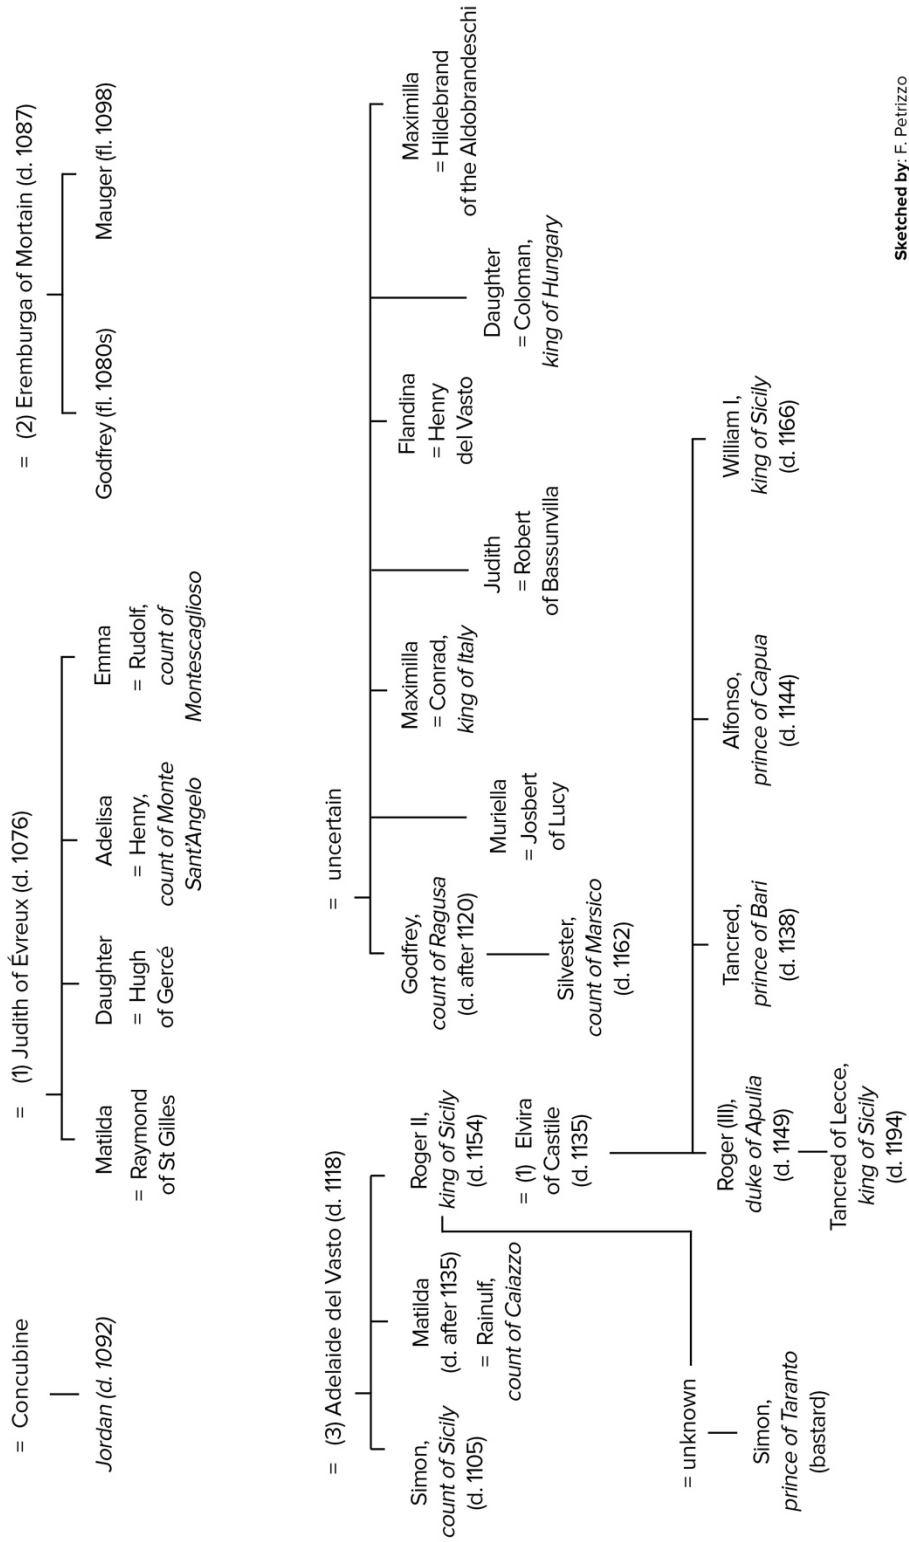 = Concubine
Jordan (d. 1092)
= (1) Judith of Évreux (d. 1076)
Matilda
= Raymond
of St Gilles
Daughter
= Hugh
of Gercé
Adelisa
= Henry,
count of Monte
Sant'Angelo
Emma
= Rudolf,
count of
Montescaglioso
= (2) Eremburga of Mortain (d. 1087)
Godfrey (fl. 1080s)
Mauger (fl. 1098)
= (3) Adelaide del Vasto (d. 1118)
Simon,
count of Sicily
(d. 1105)
Matilda
(d. after 1135)
= Rainulf,
count of Caiazzo
Roger II,
king of Sicily
(d. 1154)
= (1) Elvira
of Castile
(d. 1135)
= uncertain
Godfrey,
count of Ragusa
(d. after 1120)
Silvester,
count of Marsico
(d. 1162)
Muriella
= Josbert
of Lucy
Maximilla
= Conrad,
king of Italy
Judith
= Robert
of Bassunvilla
Flandina
= Henry
del Vasto
Daughter
= Coloman,
king of Hungary
Maximilla
= Hildebrand
of the Aldobrandeschi
= unknown
Simon,
prince of Taranto
(bastard)
Roger (III),
duke of Apulia
(d. 1149)
Tancred of Lecce,
king of Sicily
(d. 1194)
Tancred,
prince of Bari
(d. 1138)
Alfonso,
prince of Capua
(d. 1144)
William I,
king of Sicily
(d. 1166)
Sketched by: F. Petrizzo